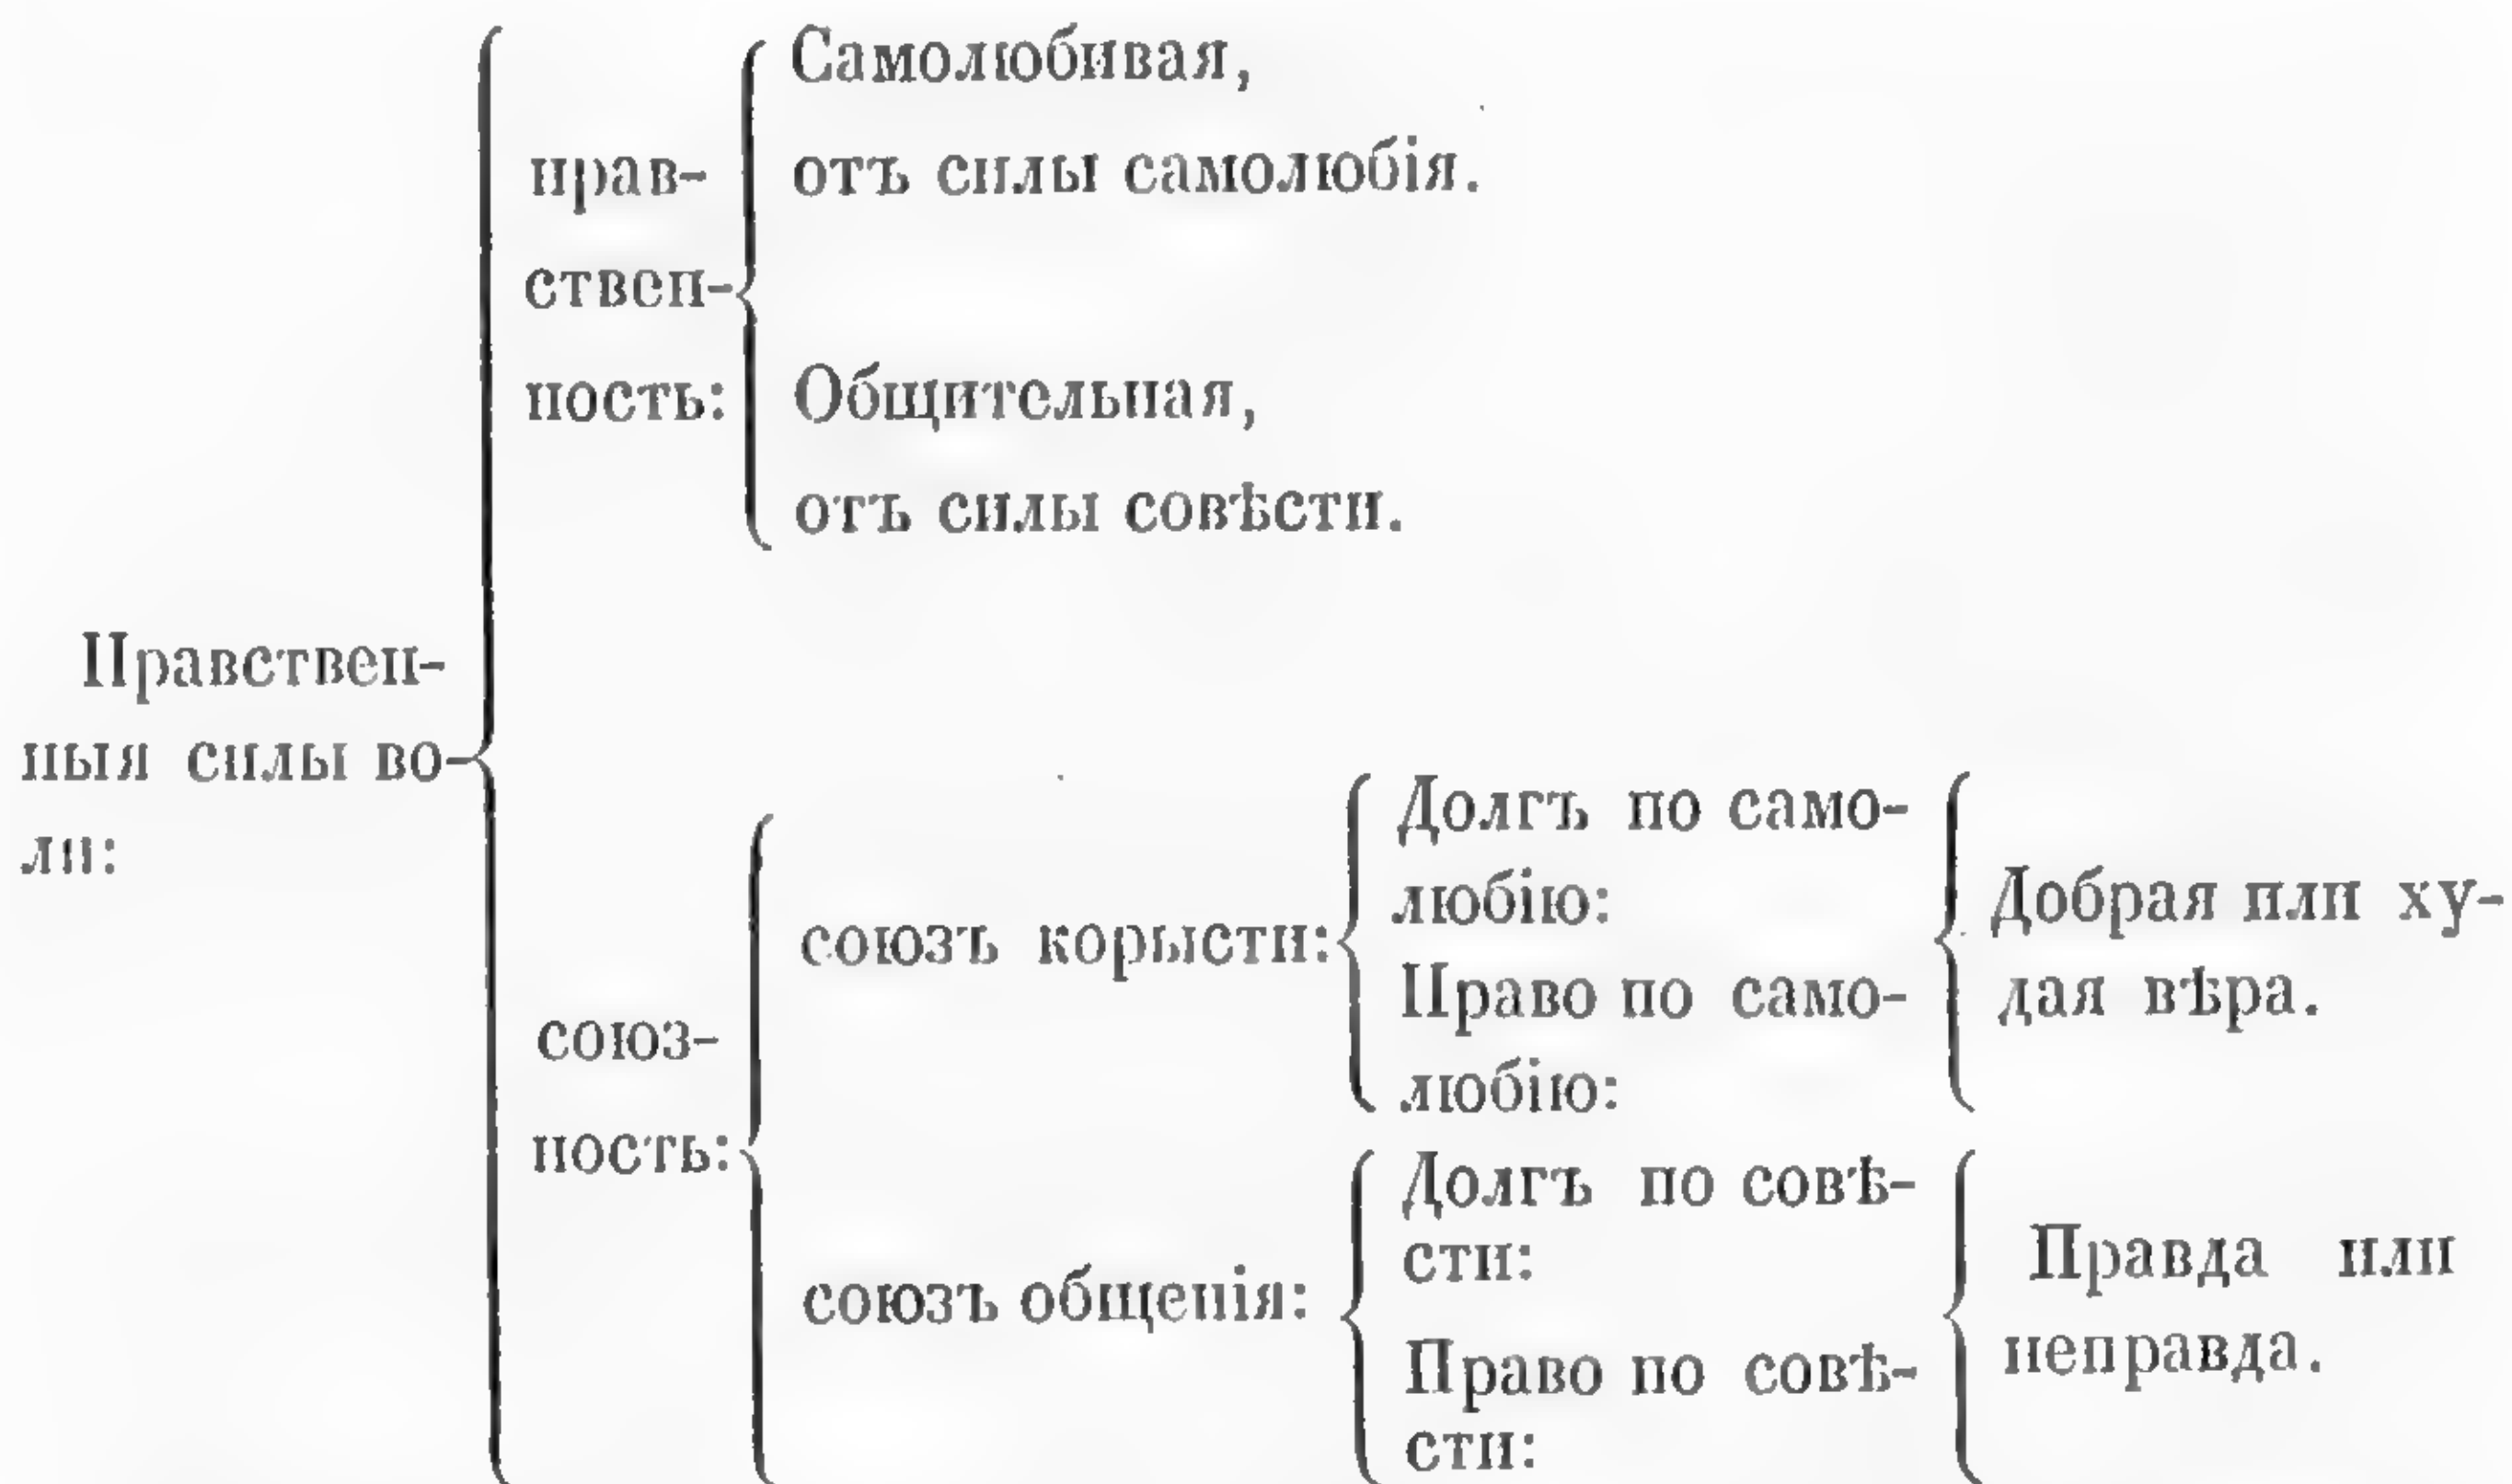 Нравствен-
ныя силы во-
ли:
нрав-
ствен-
ность:
Самолюбивая,
отъ силы самолюбія.
Общительная,
отъ силы совѣсти.
союз-
ность:
союзъ корысти:
Долгъ по само-
любію:
Право по само-
любію:
Добрая или ху-
дая вѣра.
союзъ общенія:
Долгъ по совѣ-
сти:
Право по совѣ-
сти:
Правда или
неправда.